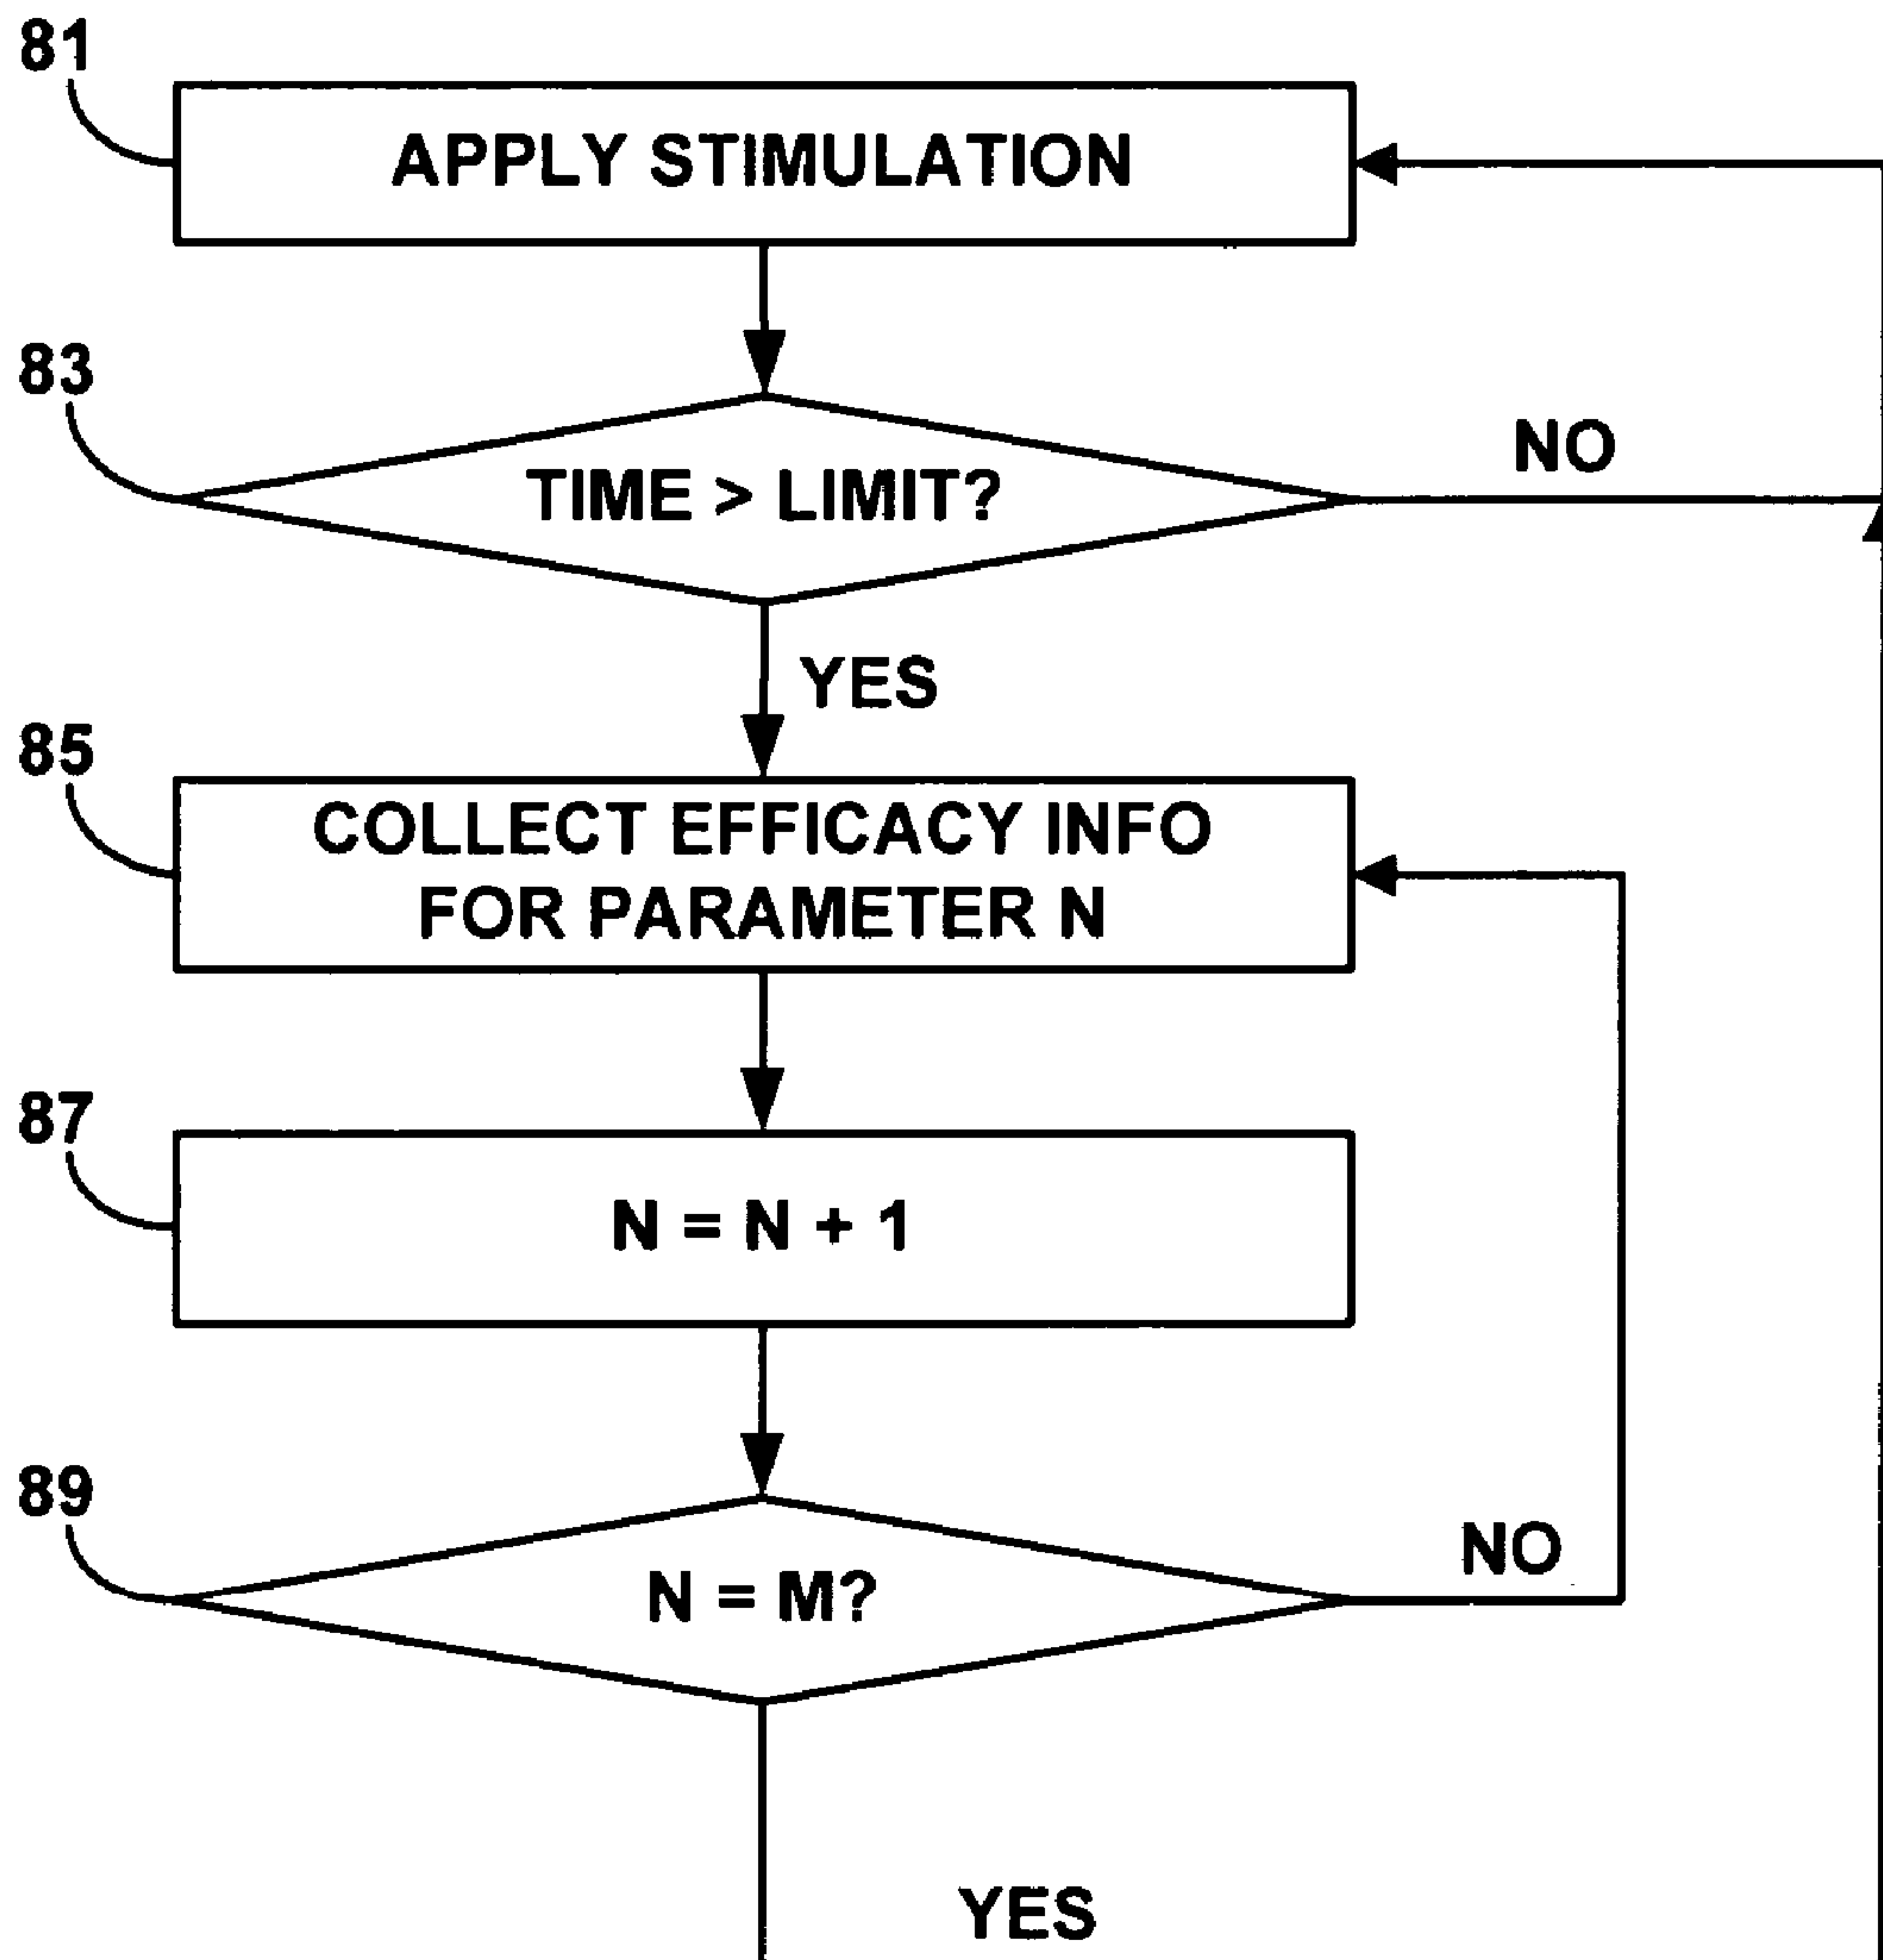 81
APPLY STIMULATION
83
TIME > LIMIT?
NO
YES
85
COLLECT EFFICACY INFO
FOR PARAMETER N
87
N = N + 1
89
N = M?
NO
YES